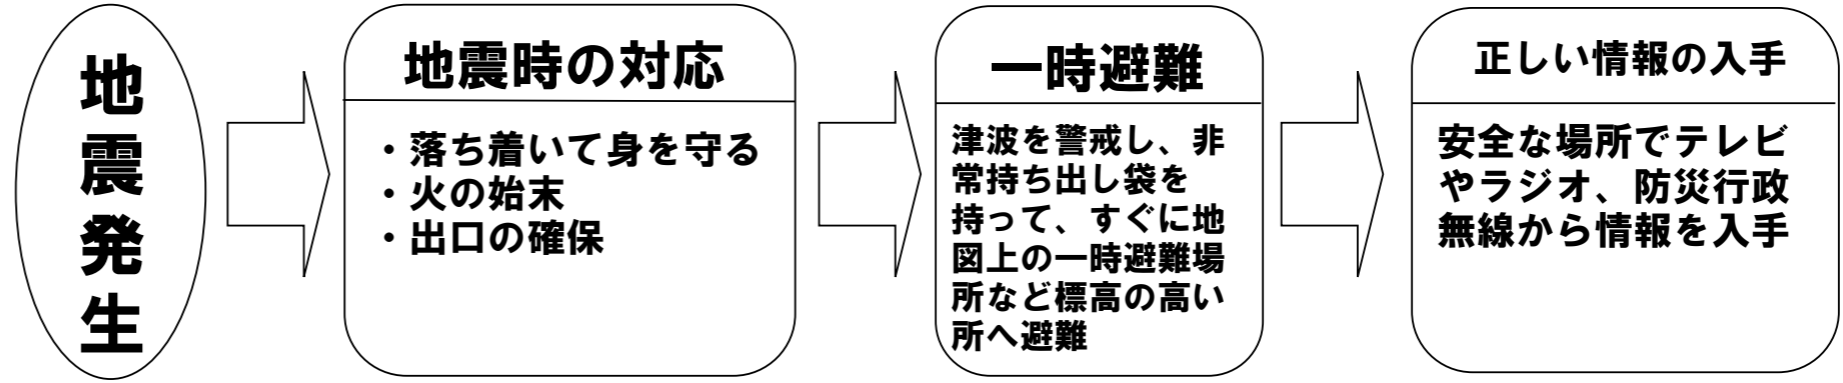 地震発生
地震時の対応
・落ち着いて身を守る
・火の始末
・出口の確保
一時避難
津波を警戒し、非
常持ち出し袋を
持って、すぐに地
図上の一時避難場
所など標高の高い
所へ避難
正しい情報の入手
安全な場所でテレビ
やラジオ、防災行政
無線から情報を入手